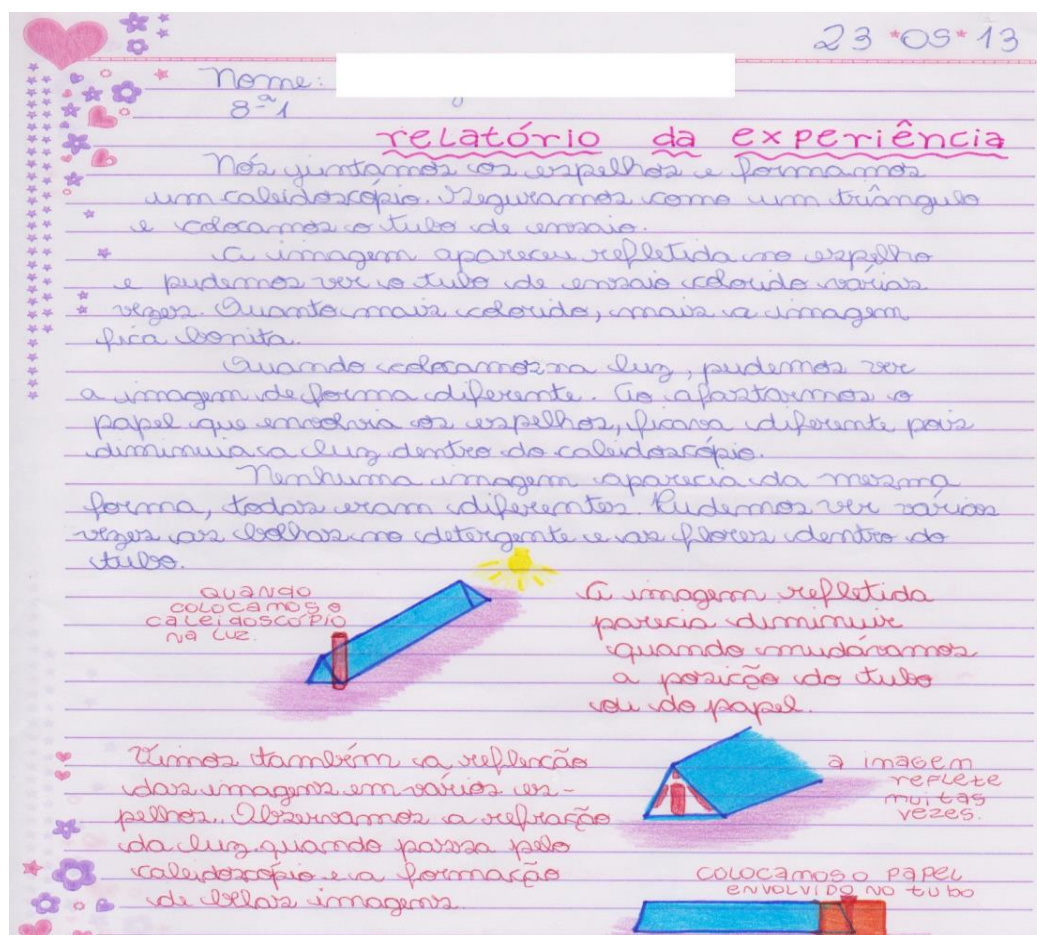 23*05*13
Nome:
8ª1
relatório da experiência
Nós juntamos os espelhos e formamos
um caleidoscópio. Seguramos como um triângulo
e colocamos o tubo de ensaio.
A imagem apareceu refletida no espelho
e pudemos ver o tubo de ensaio colorido várias
vezes. Quanto mais colorido, mais a imagem
fica bonita.
Quando colocamos na luz, pudemos ver
a imagem de forma diferente. Ao afastarmos o
papel que envolvia os espelhos, ficava diferente pois
diminuia a luz dentro do caleidoscópio.
Nenhuma imagem aparecia da mesma
forma, todas eram diferentes. Pudemos ver várias
vezes as bolhas no detergente e as flores dentro do
tubo.
QUANDO
COLOCAMOS O
CALEIDOSCÓPIO
NA LUZ.
A imagem refletida
parecia diminuir
quando mudávamos
a posição do tubo
ou do papel.
Vimos também a reflexão
das imagens em vários es-
pelhos. Observamos a refração
da luz quando passa pelo
caleidoscópio e a formação
de belas imagens.
a imagem
reflete
muitas
vezes.
COLOCAMOS O PAPEL
ENVOLVIDO NO tubo